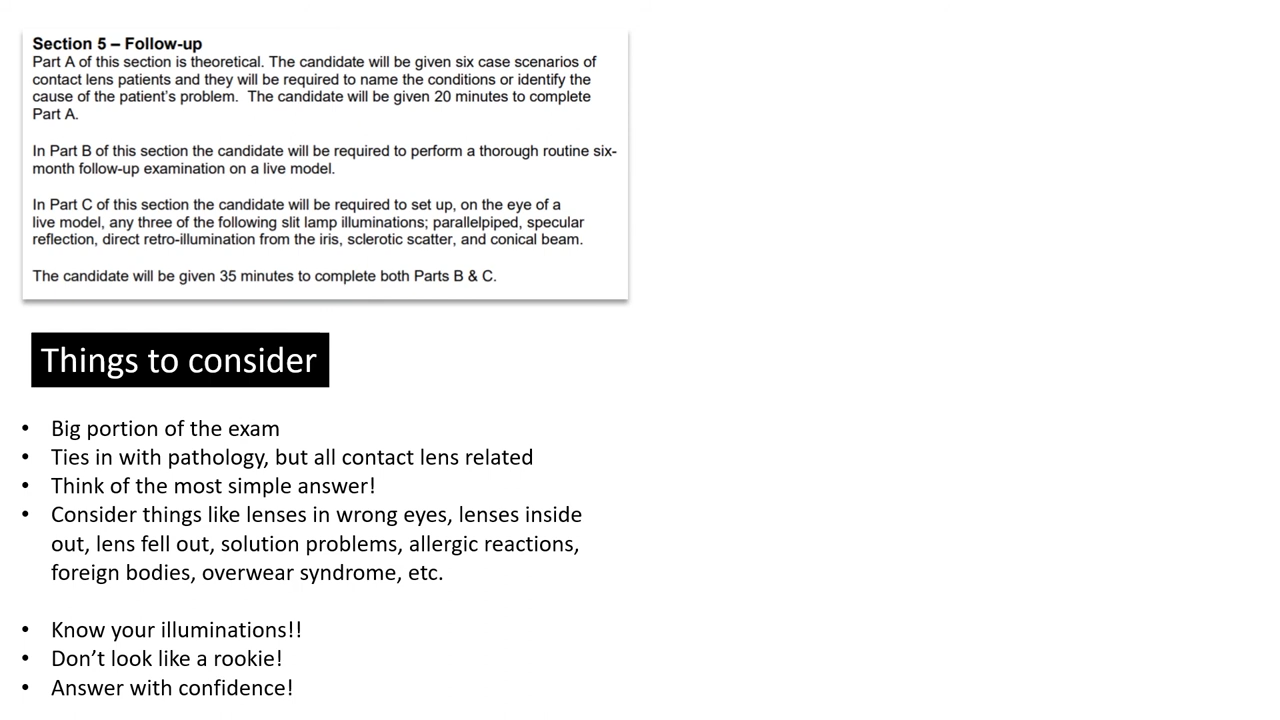 Section 5 – Follow-up
Part A of this section is theoretical. The candidate will be given six case scenarios of
contact lens patients and they will be required to name the conditions or identify the
cause of the patient's problem.  The candidate will be given 20 minutes to complete
Part A.
In Part B of this section the candidate will be required to perform a thorough routine six-
month follow-up examination on a live model.
In Part C of this section the candidate will be required to set up, on the eye of a
live model, any three of the following slit lamp illuminations; parallelpiped, specular
reflection, direct retro-illumination from the iris, sclerotic scatter, and conical beam.
The candidate will be given 35 minutes to complete both Parts B & C.
Things to consider
• Big portion of the exam
• Ties in with pathology, but all contact lens related
• Think of the most simple answer!
• Consider things like lenses in wrong eyes, lenses inside
out, lens fell out, solution problems, allergic reactions,
foreign bodies, overwear syndrome, etc.
• Know your illuminations!!
• Don’t look like a rookie!
• Answer with confidence!